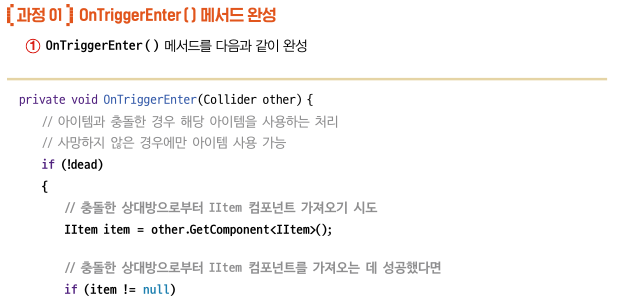 과정 01 OnTriggerEnter() 메서드 완성
① OnTriggerEnter() 메서드를 다음과 같이 완성
private void OnTriggerEnter(Collider other) {
// 아이템과 충돌한 경우 해당 아이템을 사용하는 처리
// 사망하지 않은 경우에만 아이템 사용 가능
if (!dead)
{
// 충돌한 상대방으로부터 IItem 컴포넌트 가져오기 시도
IItem item = other.GetComponent<IItem>();
// 충돌한 상대방으로부터 IItem 컴포넌트를 가져오는 데 성공했다면
if (item != null)